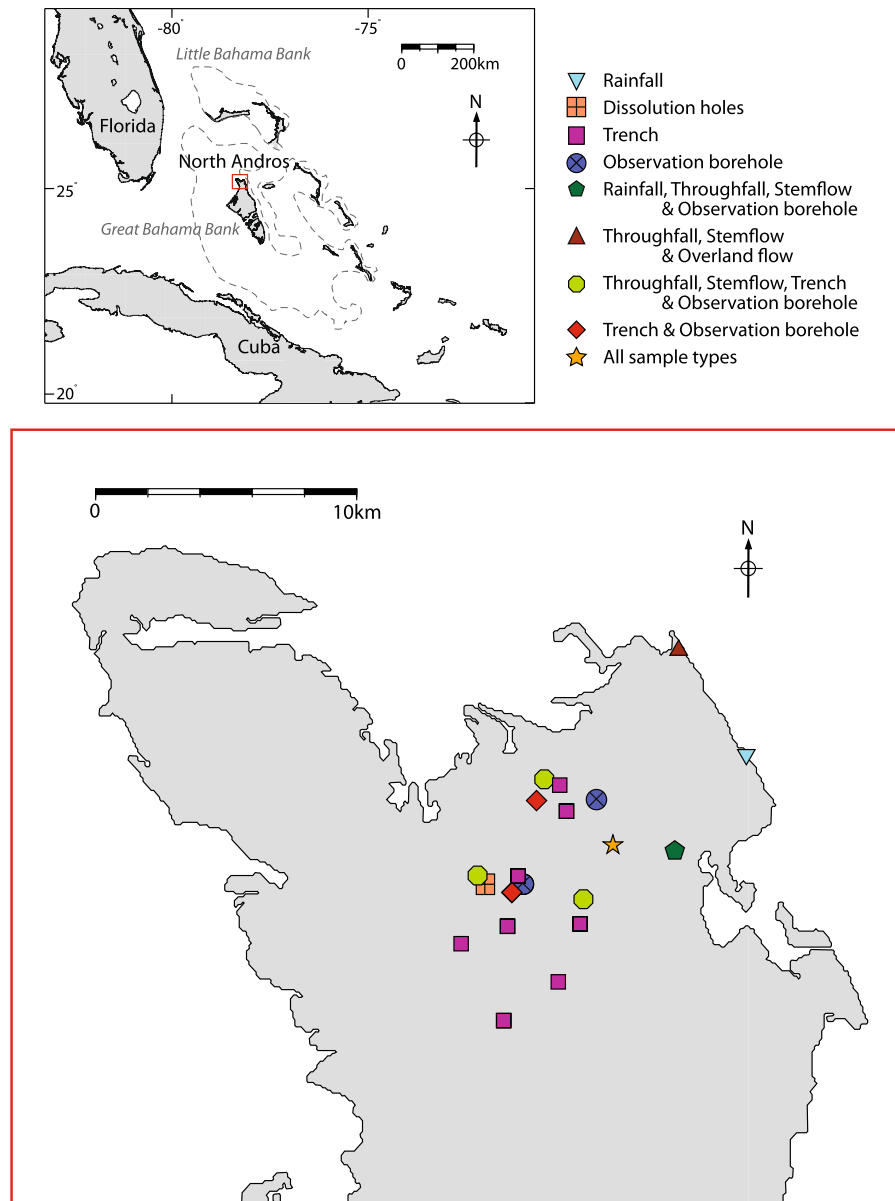 -80°
-75°
Little Bahama Bank
0
200km
N
Florida
North Andros
25°
Great Bahama Bank
Cuba
20°
Rainfall
Dissolution holes
Trench
Observation borehole
Rainfall, Throughfall, Stemflow
& Observation borehole
Throughfall, Stemflow
& Overland flow
Throughfall, Stemflow, Trench
& Observation borehole
Trench & Observation borehole
All sample types
0
10km
N